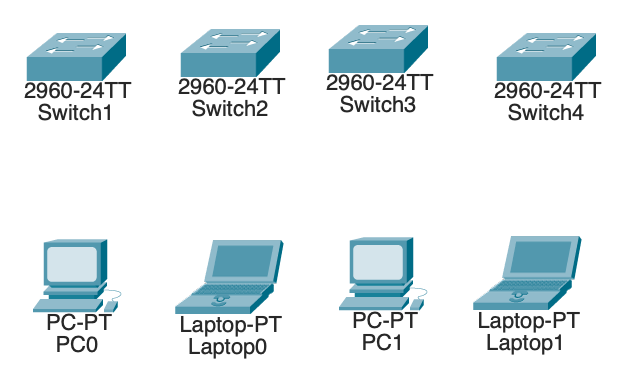 2960-24TT
Switch1
2960-24TT
Switch2
2960-24TT
Switch3
2960-24TT
Switch4
PC-PT
PC0
Laptop-PT
Laptop0
PC-PT
PC1
Laptop-PT
Laptop1